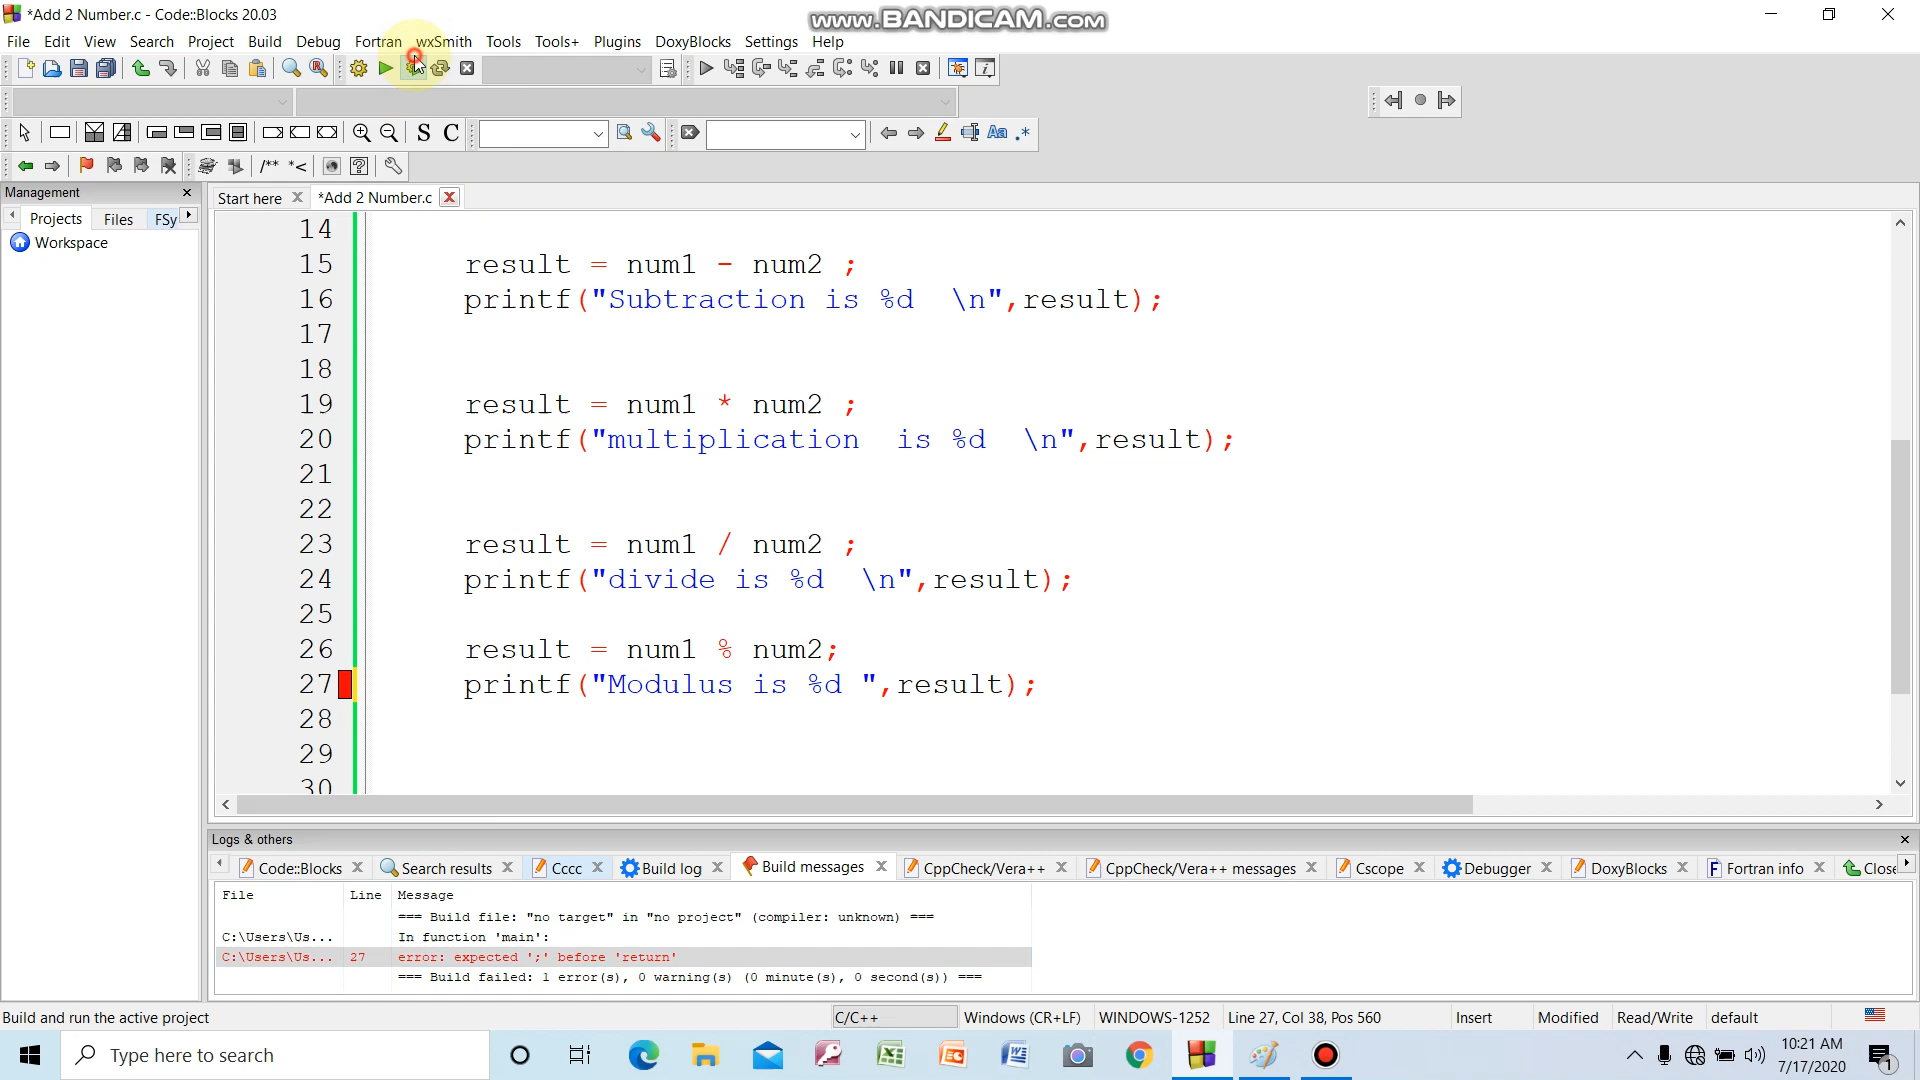 *Add 2 Number.c - Code::Blocks 20.03
www.BANDICAM.com
File Edit View Search Project Build Debug Fortran wxSmith Tools Tools+ Plugins DoxyBlocks Settings Help
S C
Aa .*
/** *<
Management
Start here *Add 2 Number.c
Projects Files FSy
Workspace
14
15 result = num1 - num2 ;
16 printf("Subtraction is %d  \n",result);
17
18
19 result = num1 * num2 ;
20 printf("multiplication  is %d  \n",result);
21
22
23 result = num1 / num2 ;
24 printf("divide is %d  \n",result);
25
26 result = num1 % num2;
27 printf("Modulus is %d ",result);
28
29
30
Logs & others
Code::Blocks Search results Cccc Build log Build messages CppCheck/Vera++ CppCheck/Vera++ messages Cscope Debugger DoxyBlocks Fortran info Close
File Line Message
=== Build file: "no target" in "no project" (compiler: unknown) ===
C:\Users\Us... In function 'main':
C:\Users\Us... 27 error: expected ';' before 'return'
=== Build failed: 1 error(s), 0 warning(s) (0 minute(s), 0 second(s)) ===
Build and run the active project C/C++ Windows (CR+LF) WINDOWS-1252 Line 27, Col 38, Pos 560 Insert Modified Read/Write default
Type here to search
10:21 AM
7/17/2020
1